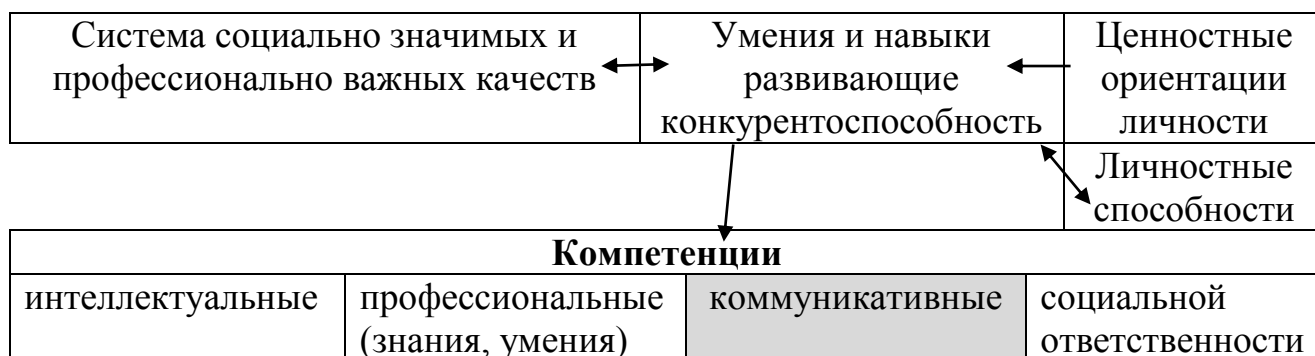 Система социально значимых и
профессионально важных качеств
Умения и навыки
развивающие
конкурентоспособность
Ценностные
ориентации
личности
Личностные
способности
Компетенции
интеллектуальные
профессиональные
(знания, умения)
коммуникативные
социальной
ответственности